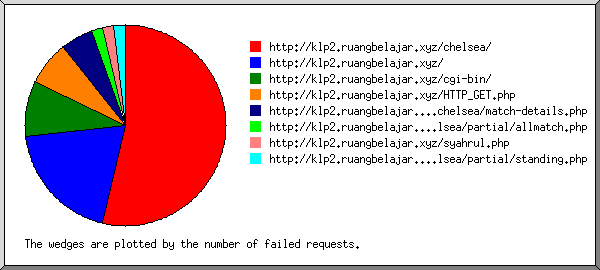 http://klp2.ruangbelajar.xyz/chelsea/
http://klp2.ruangbelajar.xyz/
http://klp2.ruangbelajar.xyz/cgi-bin/
http://klp2.ruangbelajar.xyz/HTTP_GET.php
http://klp2.ruangbelajar....chelsea/match-details.php
http://klp2.ruangbelajar....lsea/partial/allmatch.php
http://klp2.ruangbelajar.xyz/syahrul.php
http://klp2.ruangbelajar....lsea/partial/standing.php
The wedges are plotted by the number of failed requests.